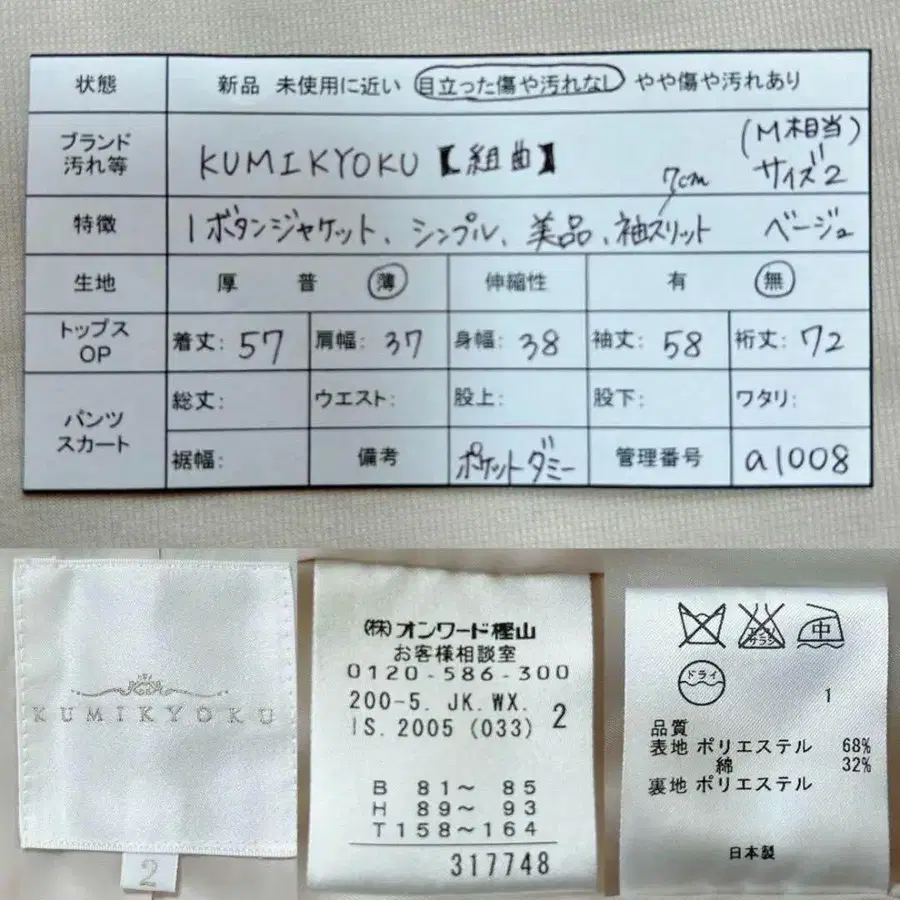 状態 新品 未使用に近い 目立った傷や汚れなし やや傷や汚れあり
ブランド
汚れ等
KUMIKYOKU【組曲】 (M相当)
サイズ2
7cm
特徴 1ボタンジャケット、シンプル、美品、袖スリット ベージュ
生地 厚 普 薄 伸縮性 有 無
トップス
OP
着丈: 57 肩幅: 37 身幅: 38 袖丈: 58 裄丈: 72
パンツ
スカート
総丈: ウエスト: 股上: 股下: ワタリ:
裾幅: 備考 ポケットダミー 管理番号 a1008
KUMIKYOKU
2
(株)オンワード樫山
お客様相談室
0120-586-300
200-5. JK. WX.
IS. 2005 (033) 2
B 81～ 85
H 89～ 93
T 158～164
317748
エンソ
サラシ
中
ドライ
1
品質
表地 ポリエステル 68%
綿 32%
裏地 ポリエステル
日本製